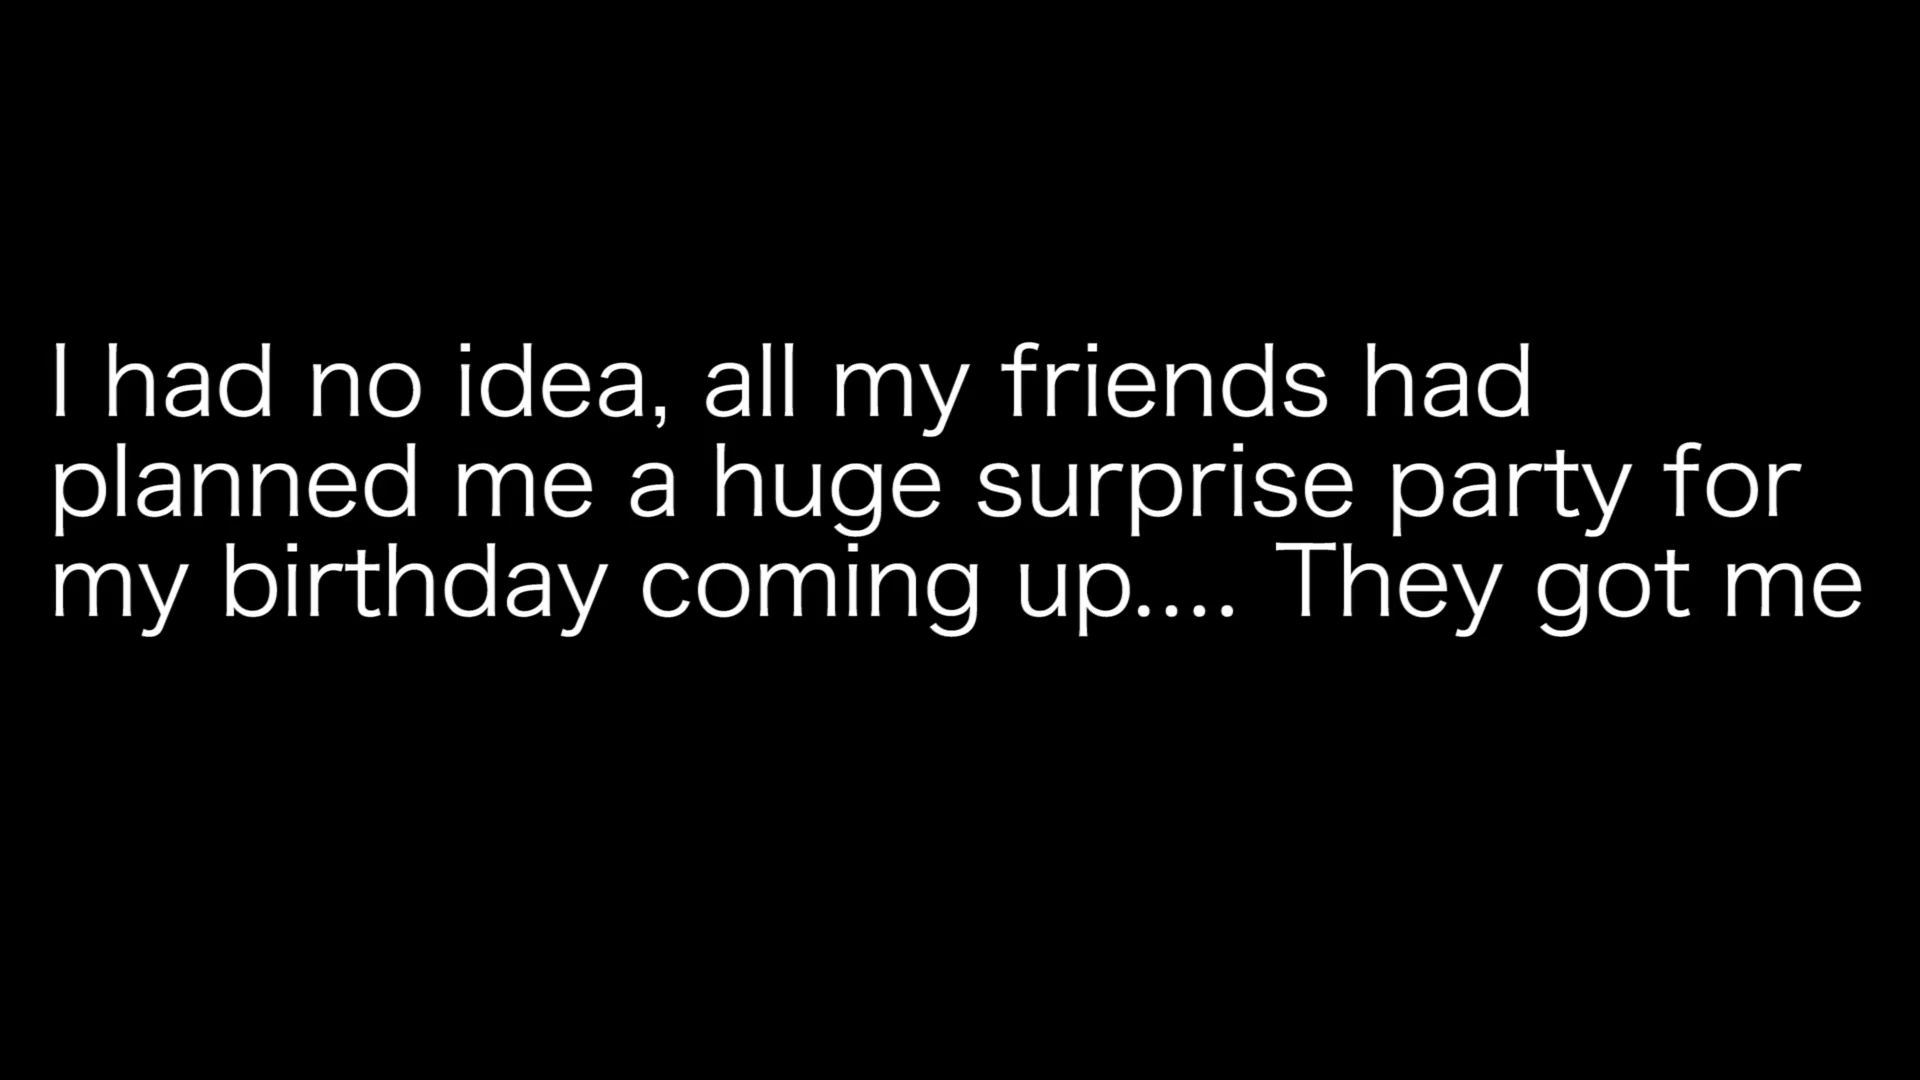 I had no idea, all my friends had
planned me a huge surprise party for
my birthday coming up.... They got me